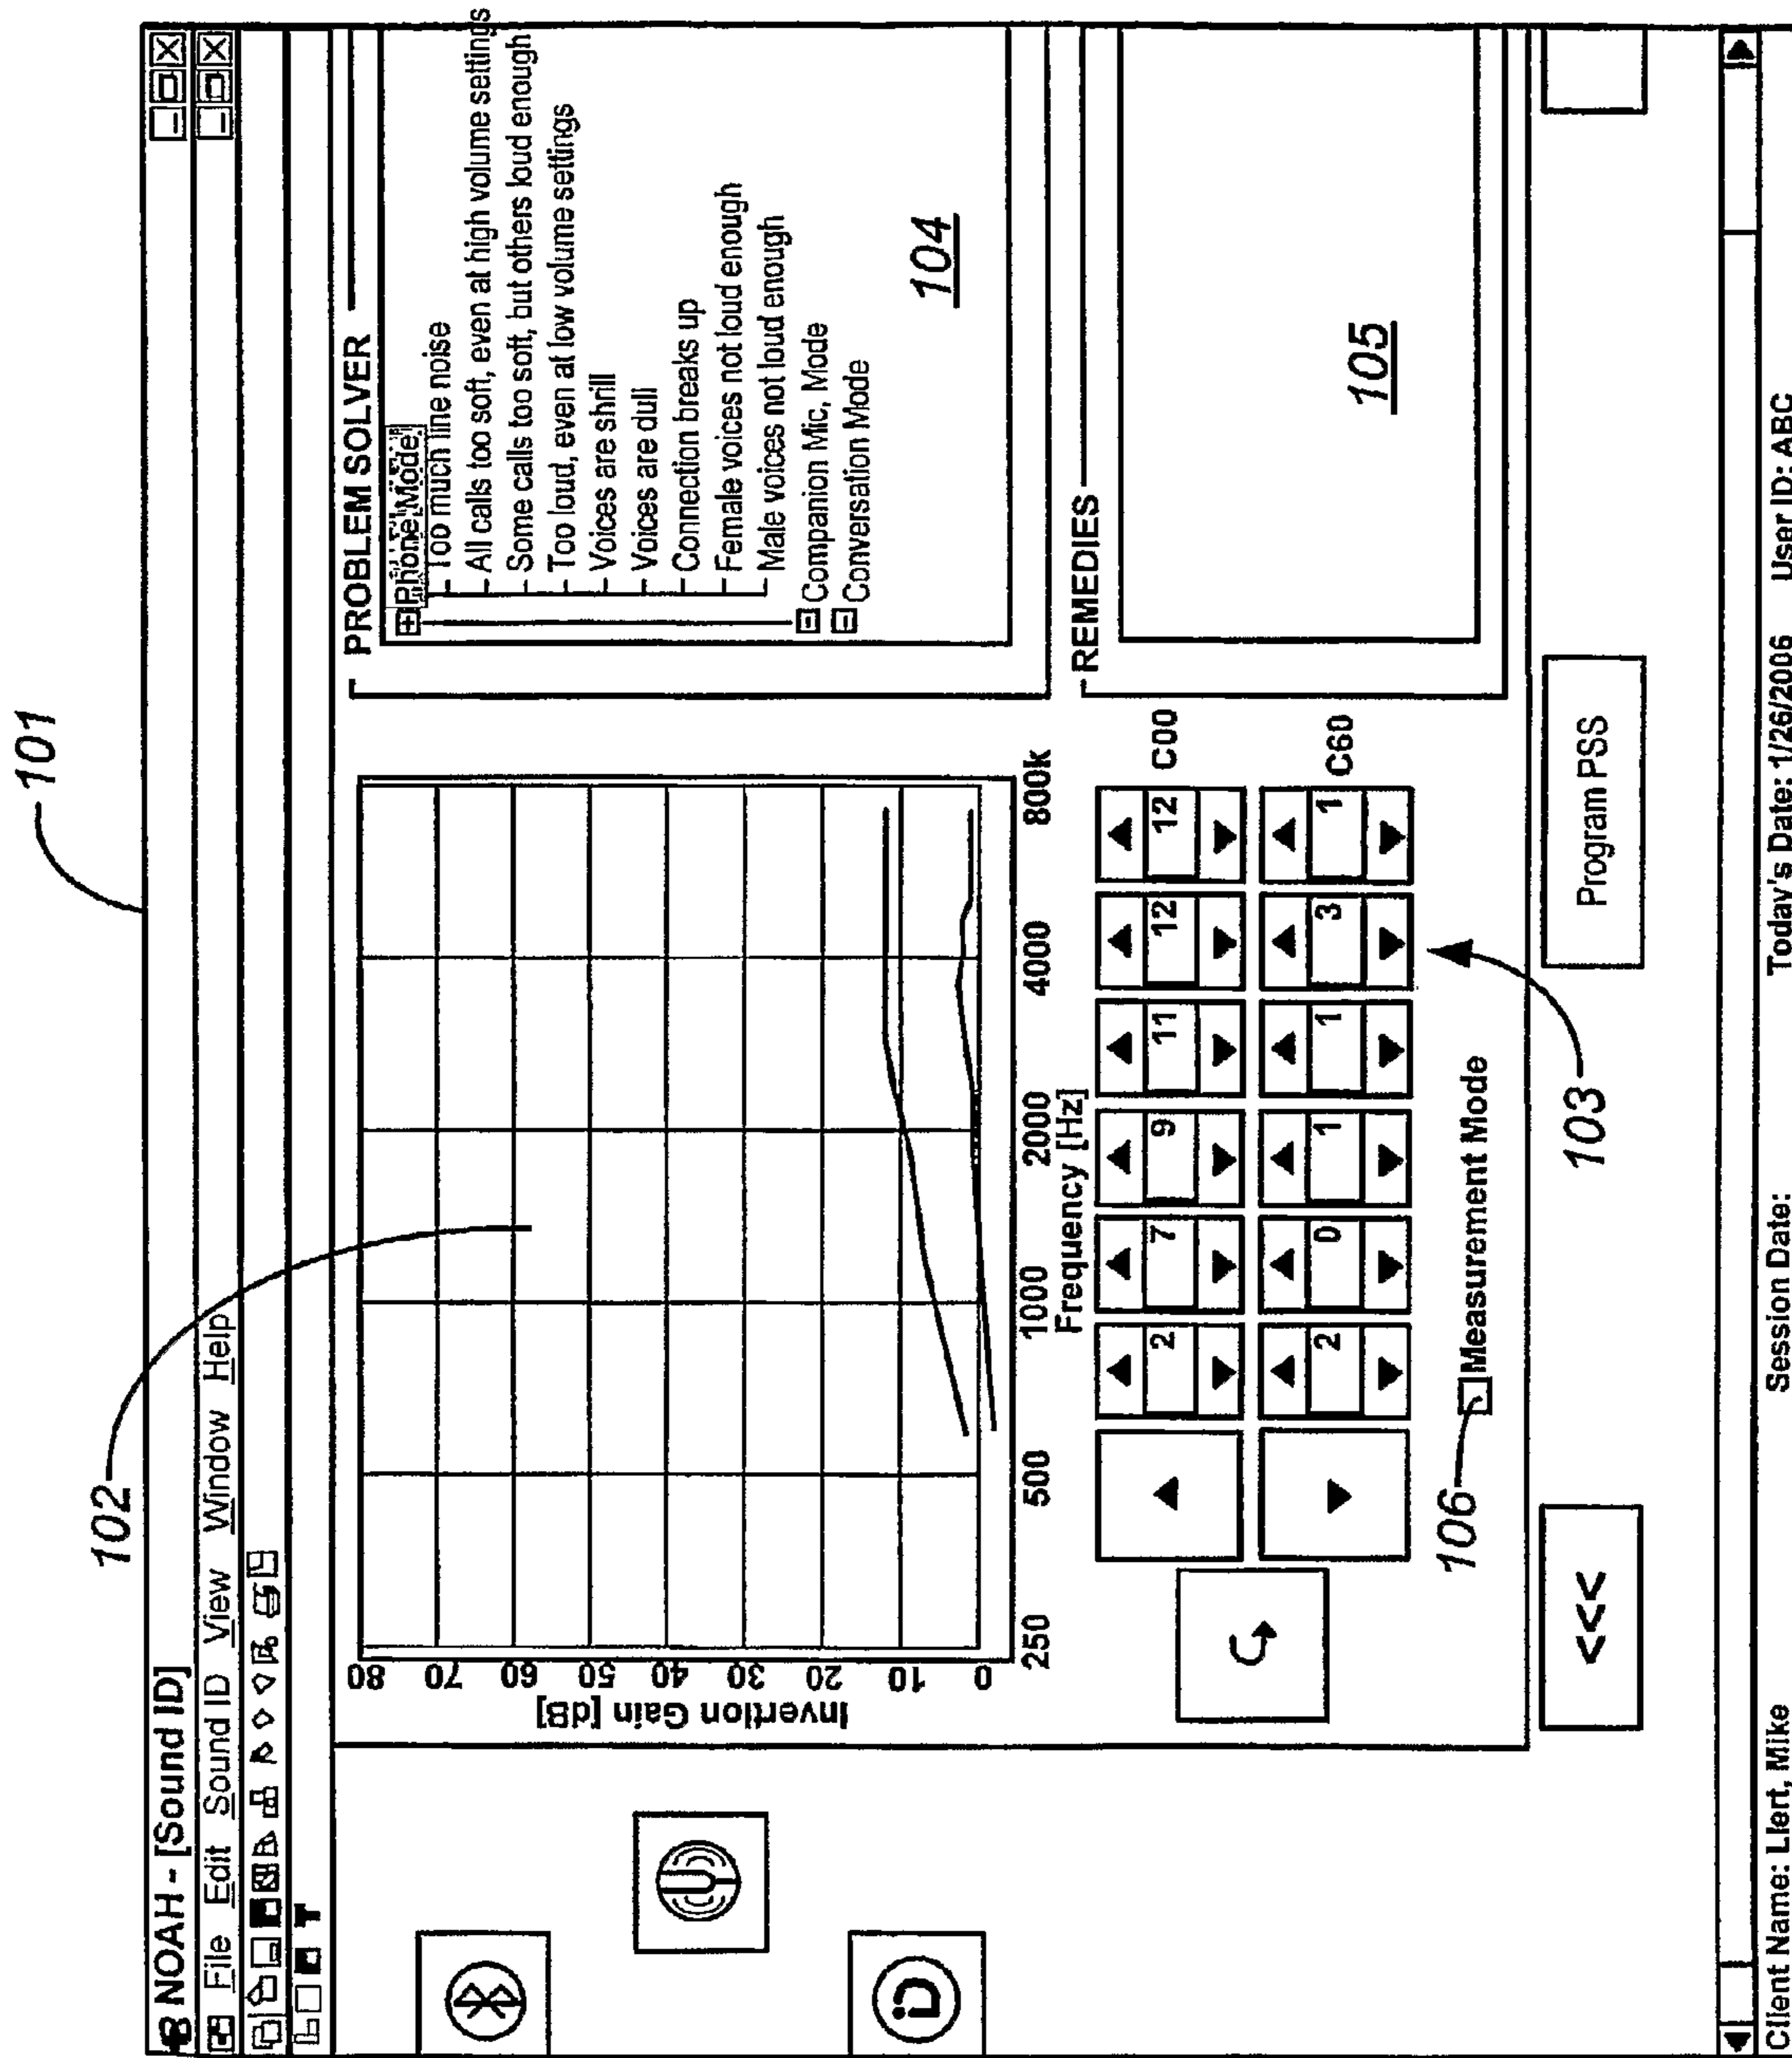 101
102
NOAH - [Sound ID]
File Edit Sound ID View Window Help
Invertion Gain [dB]
80
70
60
50
40
30
20
10
0
250 500 1000 2000 4000 800k
Frequency [Hz]
2 7 9 11 12 12 C00
2 0 1 1 3 1 C60
106
Measurement Mode
103
PROBLEM SOLVER
Phone Mode
Too much line noise
All calls too soft, even at high volume settings
Some calls too soft, but others loud enough
Too loud, even at low volume settings
Voices are shrill
Voices are dull
Connection breaks up
Female voices not loud enough
Male voices not loud enough
Companion Mic, Mode
Conversation Mode
104
REMEDIES
105
<<< Program PSS
Client Name: Llert, Mike Session Date: Today's Date: 1/26/2006 User ID: ABC